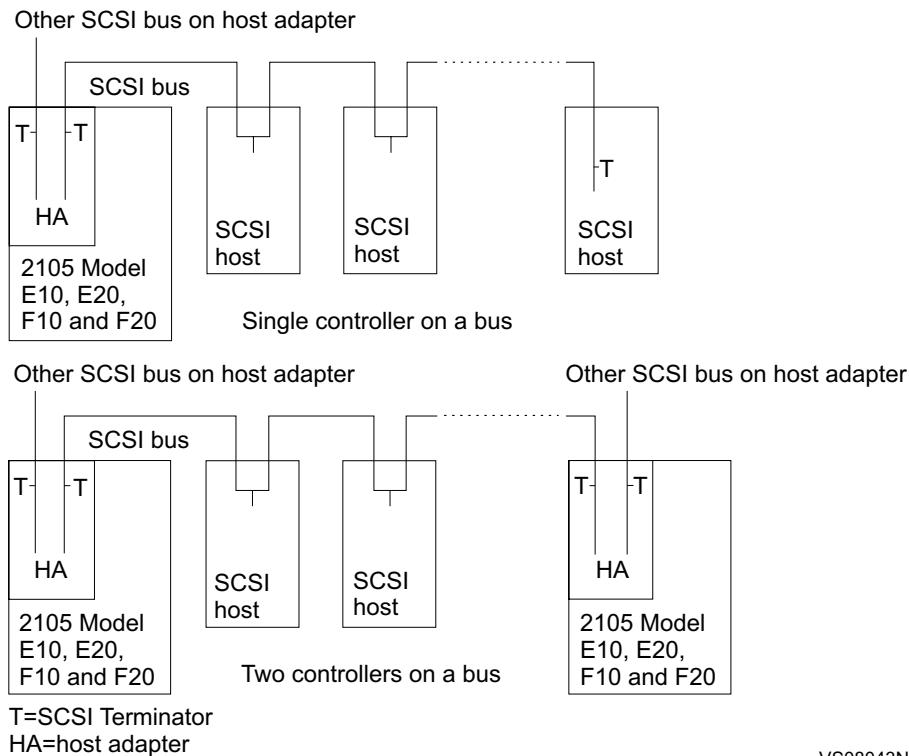 Other SCSI bus on host adapter
SCSI bus
T
T
T
HA
SCSI
host
SCSI
host
SCSI
host
2105 Model
E10, E20,
F10 and F20
Single controller on a bus
Other SCSI bus on host adapter
Other SCSI bus on host adapter
SCSI bus
T
T
T
T
HA
SCSI
host
SCSI
host
HA
2105 Model
E10, E20,
F10 and F20
Two controllers on a bus
2105 Model
E10, E20,
F10 and F20
T=SCSI Terminator
HA=host adapter